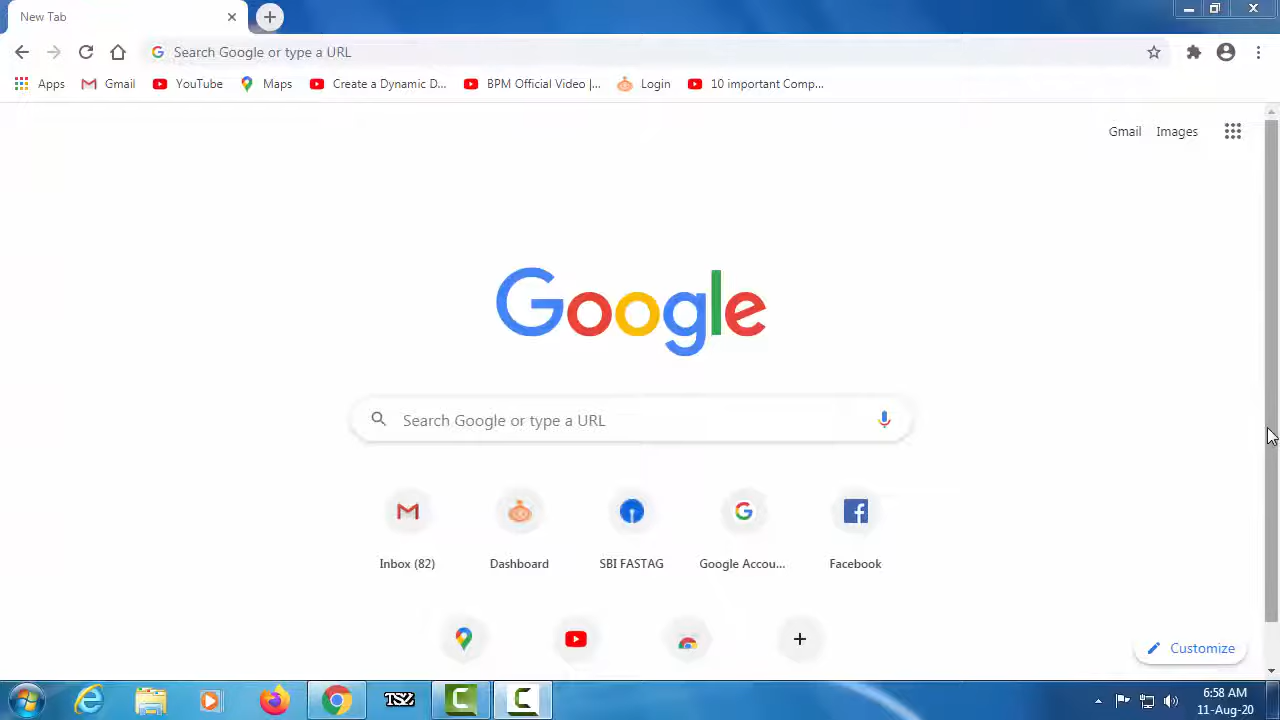 New Tab
Search Google or type a URL
Apps Gmail YouTube Maps Create a Dynamic D... BPM Official Video |... Login 10 important Comp...
Gmail Images
Google
Search Google or type a URL
Inbox (82) Dashboard SBI FASTAG Google Accou... Facebook
Customize
TS2
6:58 AM
11-Aug-20